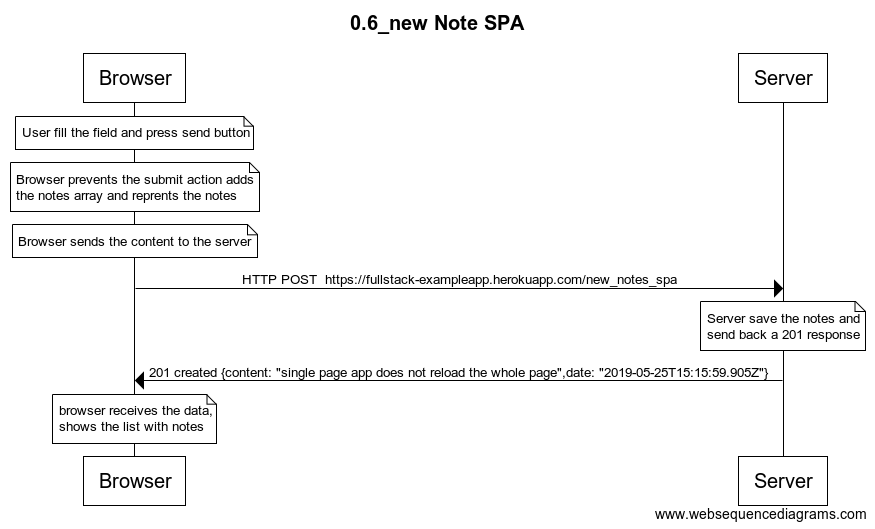 0.6_new Note SPA
Browser
Server
User fill the field and press send button
Browser prevents the submit action adds
the notes array and reprents the notes
Browser sends the content to the server
HTTP POST  https://fullstack-exampleapp.herokuapp.com/new_notes_spa
Server save the notes and
send back a 201 response
201 created {content: "single page app does not reload the whole page",date: "2019-05-25T15:15:59.905Z"}
browser receives the data,
shows the list with notes
Browser
Server
www.websequencediagrams.com